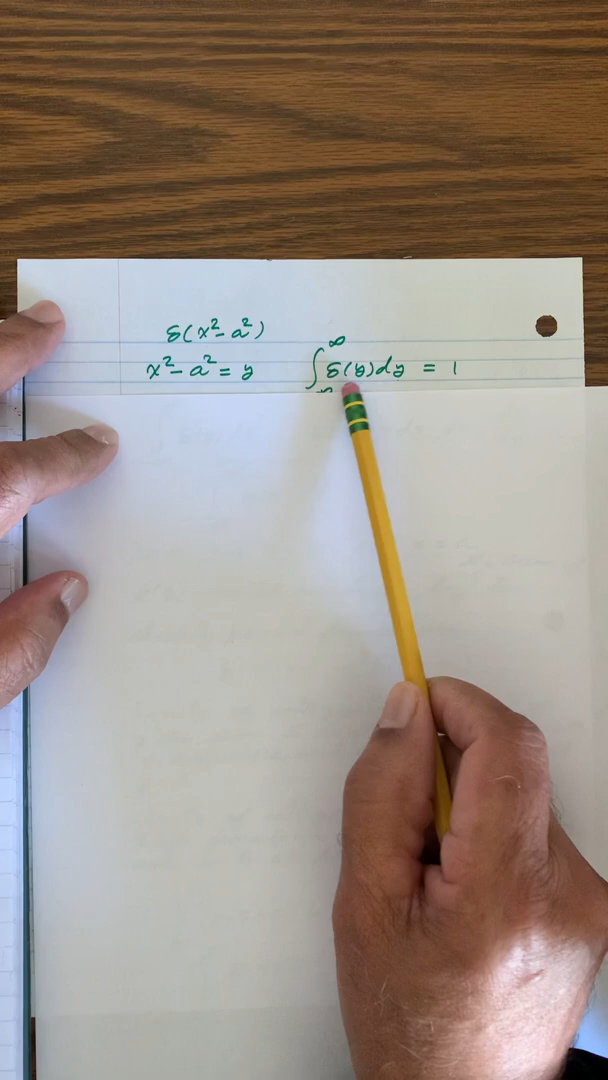 δ(x²-a²)
x²-a² = y ∫_{-∞}^{∞} δ(y)dy = 1